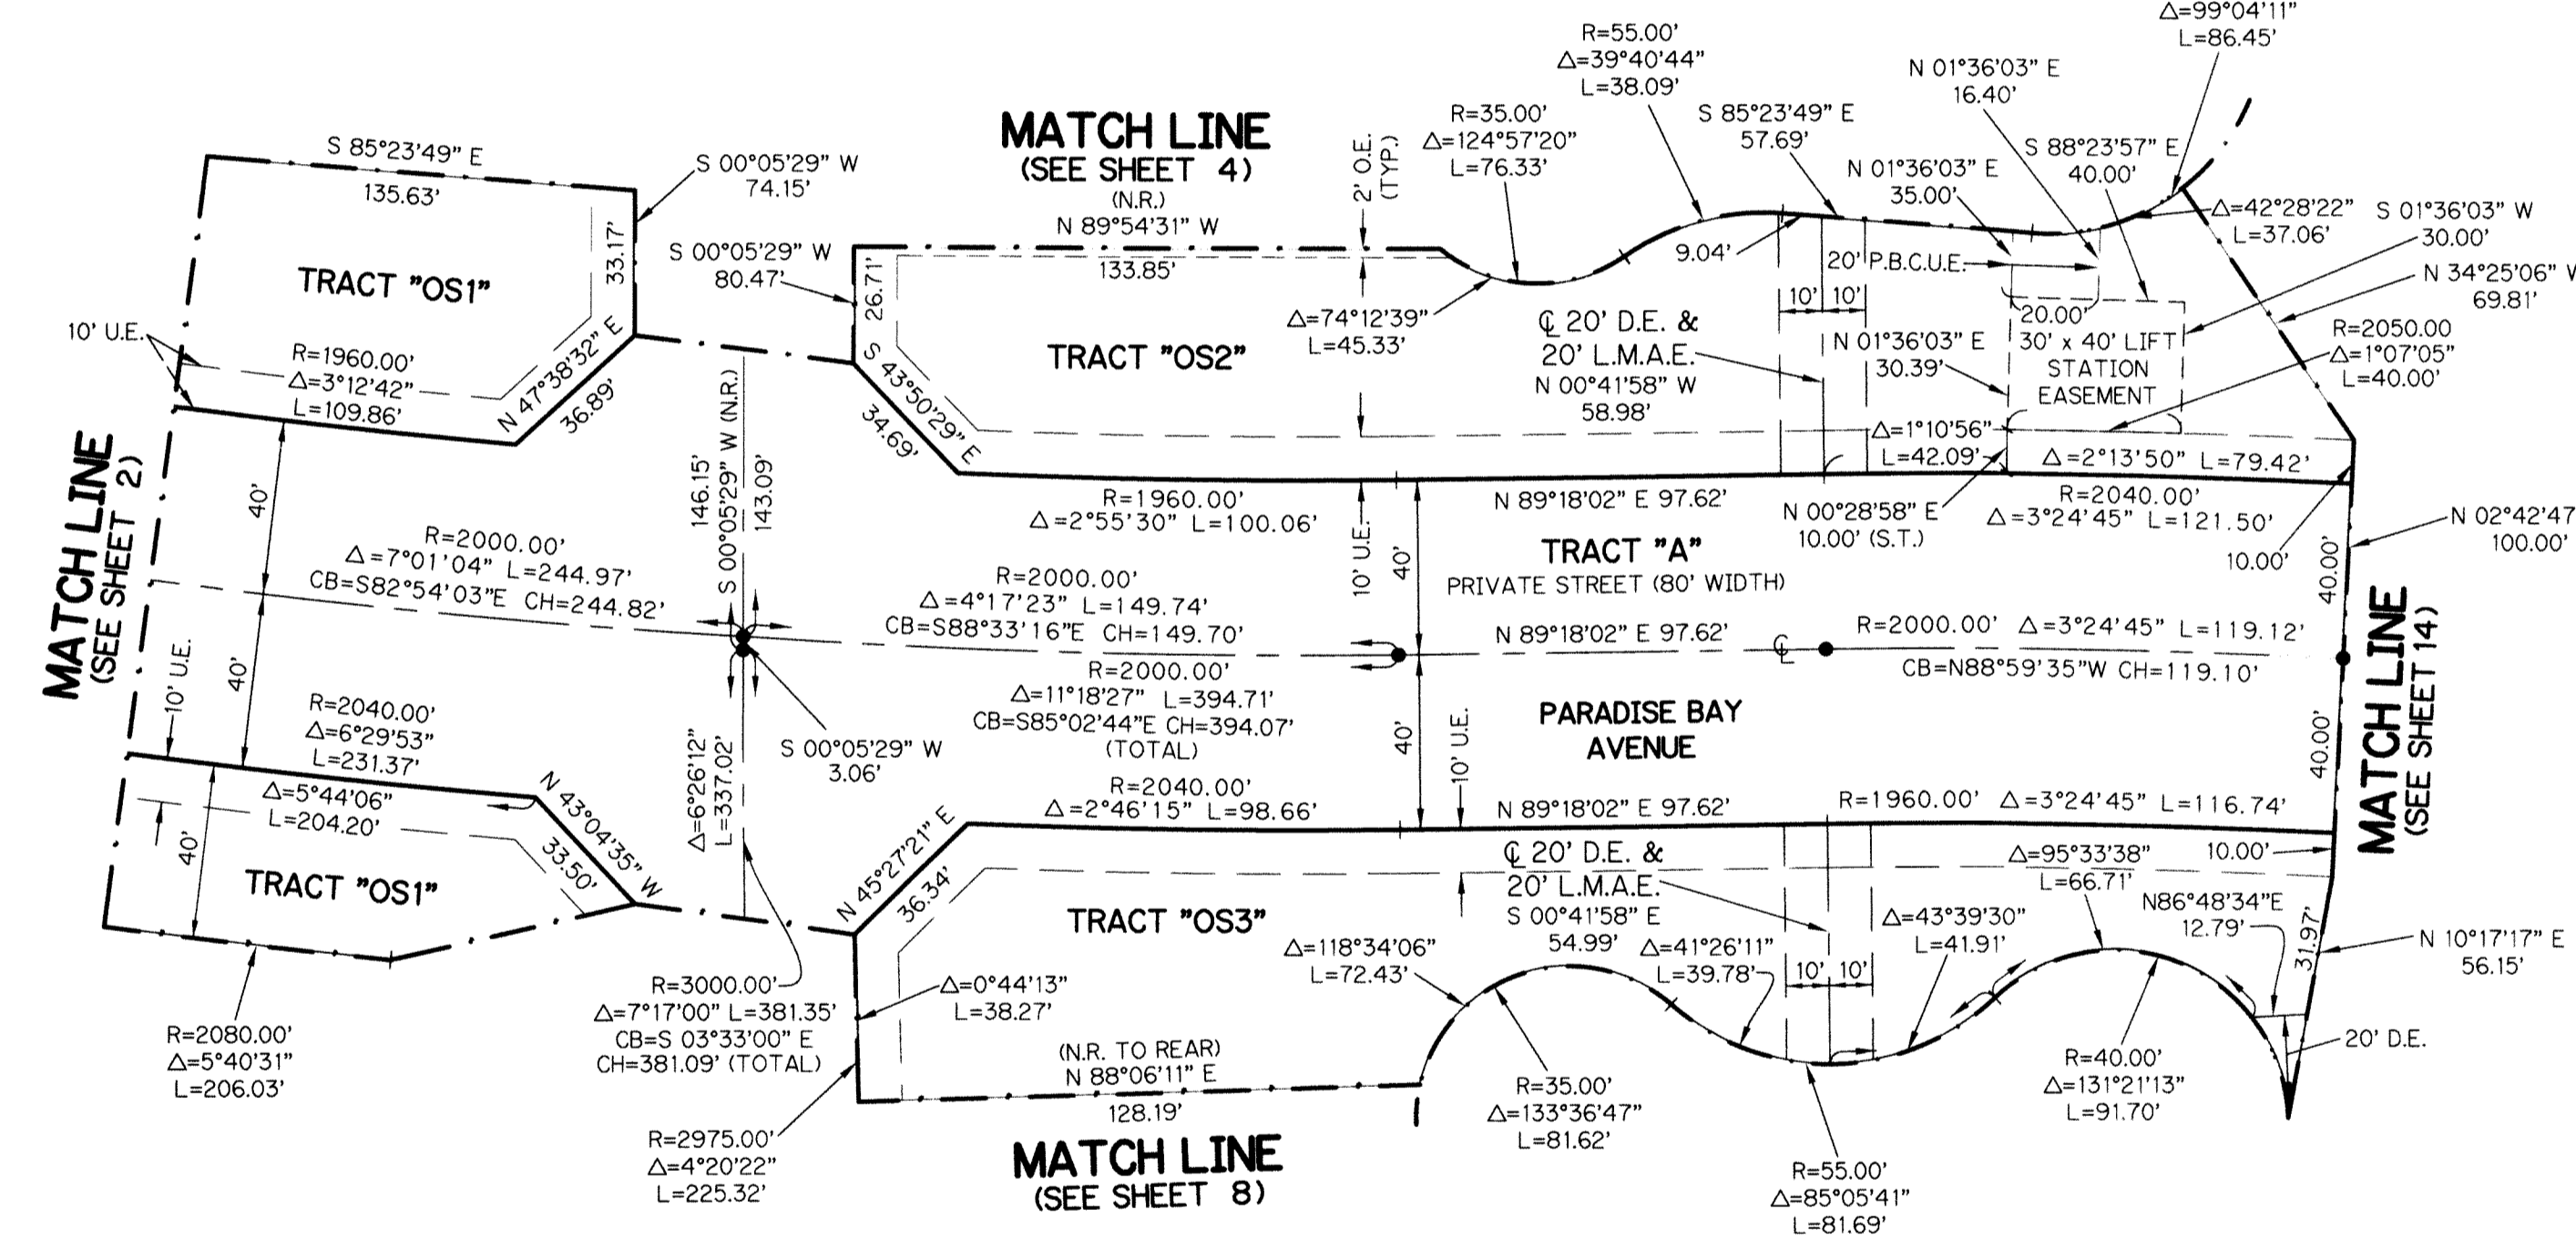 Δ=99°04'11"
L=86.45'
R=55.00'
Δ=39°40'44"
L=38.09'
N 01°36'03" E
16.40'
MATCH LINE
(SEE SHEET 4)
(N.R.)
N 89°54'31" W
133.85'
2' O.E.
(TYP.)
R=35.00'
Δ=124°57'20"
L=76.33'
S 85°23'49" E
57.69'
N 01°36'03" E
35.00'
S 88°23'57" E
40.00'
S 85°23'49" E
135.63'
S 00°05'29" W
74.15'
33.17'
TRACT "OS1"
S 00°05'29" W
80.47'
26.71'
Δ=42°28'22"
L=37.06'
S 01°36'03" W
30.00'
9.04'
20' P.B.C.U.E.
N 34°25'06" W
69.81'
10' U.E.
R=1960.00'
Δ=3°12'42"
L=109.86'
N 47°38'32" E
36.89'
TRACT "OS2"
S 43°50'29" E
34.69'
Δ=74°12'39"
L=45.33'
℄ 20' D.E. &
20' L.M.A.E.
N 00°41'58" W
58.98'
10'
10'
N 01°36'03" E
30.39'
20.00'
30' x 40' LIFT
STATION
EASEMENT
R=2050.00
Δ=1°07'05"
L=40.00'
Δ=1°10'56"
L=42.09'
Δ=2°13'50" L=79.42'
MATCH LINE
(SEE SHEET 2)
40'
146.15'
S 00°05'29" W (N.R.)
143.09'
R=1960.00'
Δ=2°55'30" L=100.06'
10' U.E.
40'
N 89°18'02" E 97.62'
N 00°28'58" E
10.00' (S.T.)
R=2040.00'
Δ=3°24'45" L=121.50'
10.00'
N 02°42'47
100.00'
R=2000.00'
Δ=7°01'04" L=244.97'
CB=S82°54'03"E CH=244.82'
R=2000.00'
Δ=4°17'23" L=149.74'
CB=S88°33'16"E CH=149.70'
TRACT "A"
PRIVATE STREET (80' WIDTH)
40.00'
N 89°18'02" E 97.62'
℄
R=2000.00' Δ=3°24'45" L=119.12'
CB=N88°59'35"W CH=119.10'
MATCH LINE
(SEE SHEET 14)
10' U.E.
40'
R=2000.00'
Δ=11°18'27" L=394.71'
CB=S85°02'44"E CH=394.07'
(TOTAL)
40'
10' U.E.
PARADISE BAY
AVENUE
40.00'
R=2040.00'
Δ=6°29'53"
L=231.37'
Δ=6°26'12"
L=337.02'
S 00°05'29" W
3.06'
R=2040.00'
Δ=2°46'15" L=98.66'
N 89°18'02" E 97.62'
R=1960.00' Δ=3°24'45" L=116.74'
40'
Δ=5°44'06"
L=204.20'
N 43°04'35" W
33.50'
TRACT "OS1"
N 45°27'21" E
36.34'
TRACT "OS3"
℄ 20' D.E. &
20' L.M.A.E.
S 00°41'58" E
54.99'
Δ=95°33'38"
L=66.71'
10.00'
N86°48'34"E
12.79'
31.97'
N 10°17'17" E
56.15'
Δ=118°34'06"
L=72.43'
Δ=41°26'11"
L=39.78'
10'
10'
Δ=43°39'30"
L=41.91'
R=3000.00'
Δ=7°17'00" L=381.35'
CB=S 03°33'00" E
CH=381.09' (TOTAL)
Δ=0°44'13"
L=38.27'
R=2080.00'
Δ=5°40'31"
L=206.03'
(N.R. TO REAR)
N 88°06'11" E
128.19'
R=35.00'
Δ=133°36'47"
L=81.62'
R=40.00'
Δ=131°21'13"
L=91.70'
20' D.E.
R=2975.00'
Δ=4°20'22"
L=225.32'
MATCH LINE
(SEE SHEET 8)
R=55.00'
Δ=85°05'41"
L=81.69'